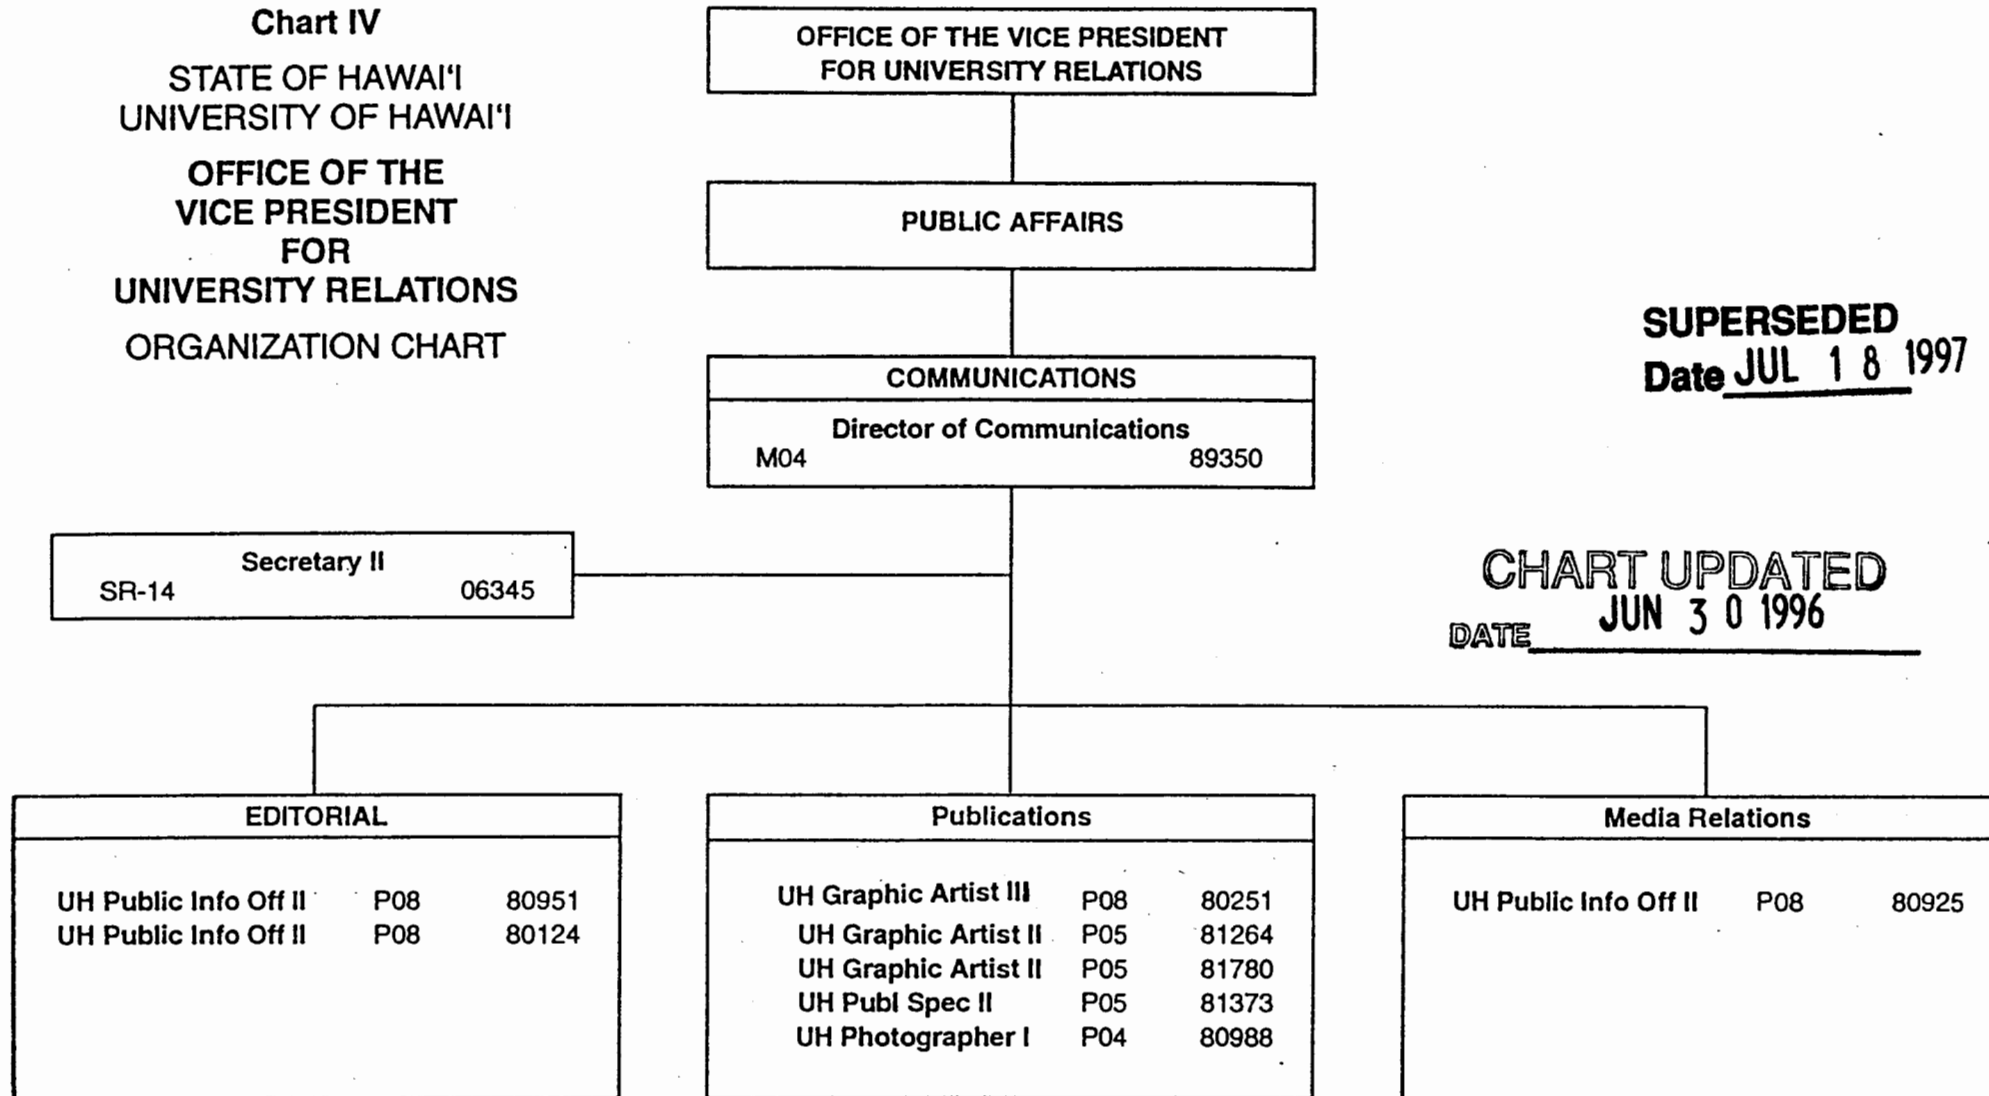 Chart IV
STATE OF HAWAI‘I
UNIVERSITY OF HAWAI‘I
OFFICE OF THE
VICE PRESIDENT
FOR
UNIVERSITY RELATIONS
ORGANIZATION CHART
OFFICE OF THE VICE PRESIDENT
FOR UNIVERSITY RELATIONS
PUBLIC AFFAIRS
COMMUNICATIONS
Director of Communications
M04 89350
SUPERSEDED
Date JUL 18 1997
Secretary II
SR-14 06345
CHART UPDATED
DATE JUN 30 1996
EDITORIAL
UH Public Info Off II P08 80951
UH Public Info Off II P08 80124
Publications
UH Graphic Artist III P08 80251
UH Graphic Artist II P05 81264
UH Graphic Artist II P05 81780
UH Publ Spec II P05 81373
UH Photographer I P04 80988
Media Relations
UH Public Info Off II P08 80925